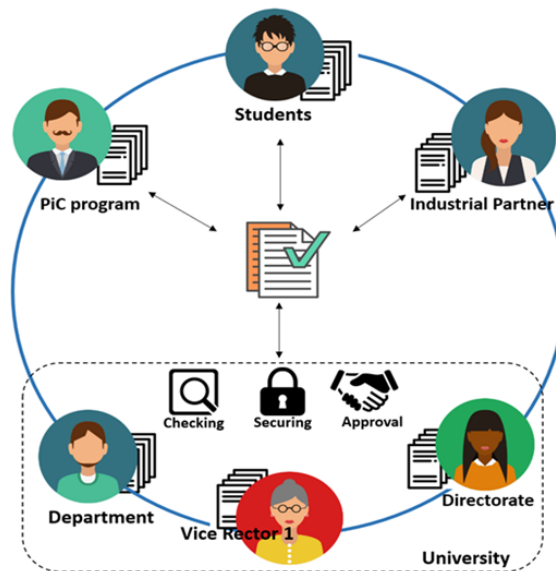 Students
PiC program
Industrial Partner
Checking
Securing
Approval
Department
Vice Rector 1
Directorate
University